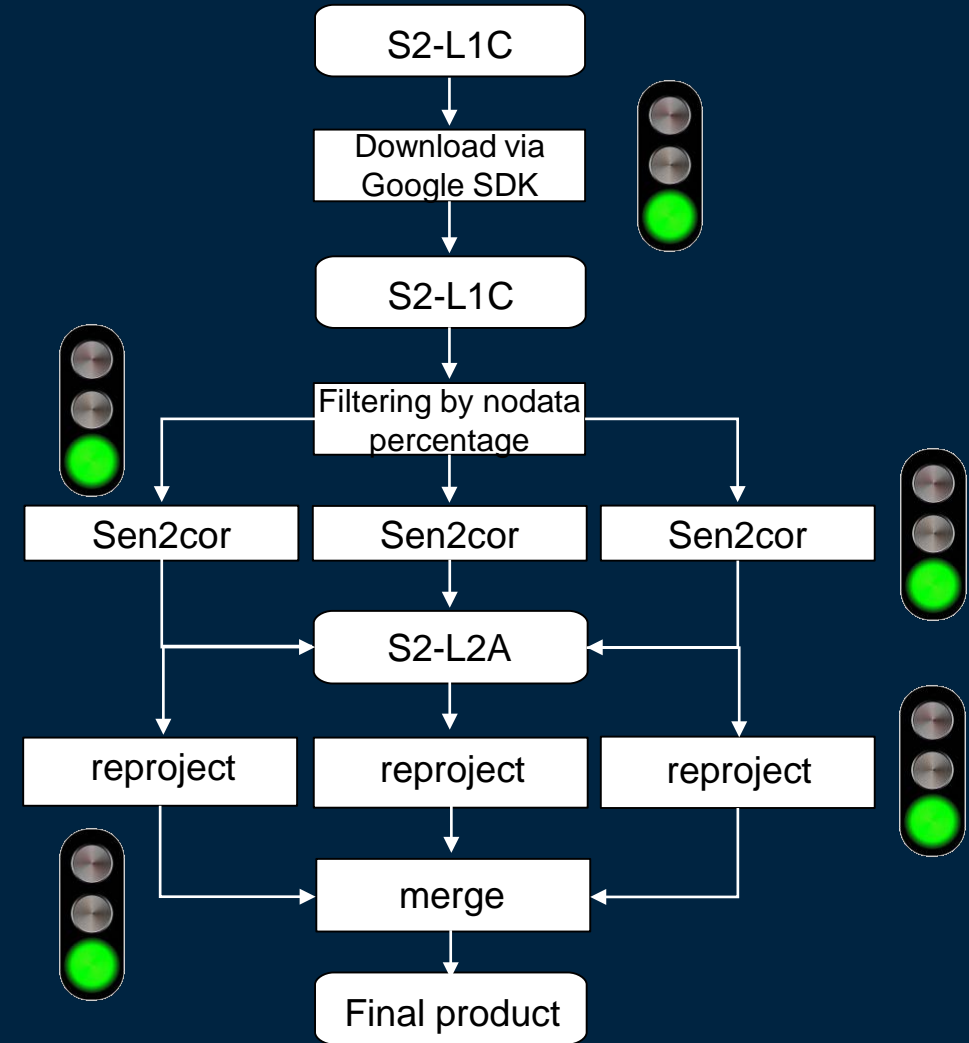 S2-L1C
Download via
Google SDK
S2-L1C
Filtering by nodata
percentage
Sen2cor
Sen2cor
Sen2cor
S2-L2A
reproject
reproject
reproject
merge
Final product